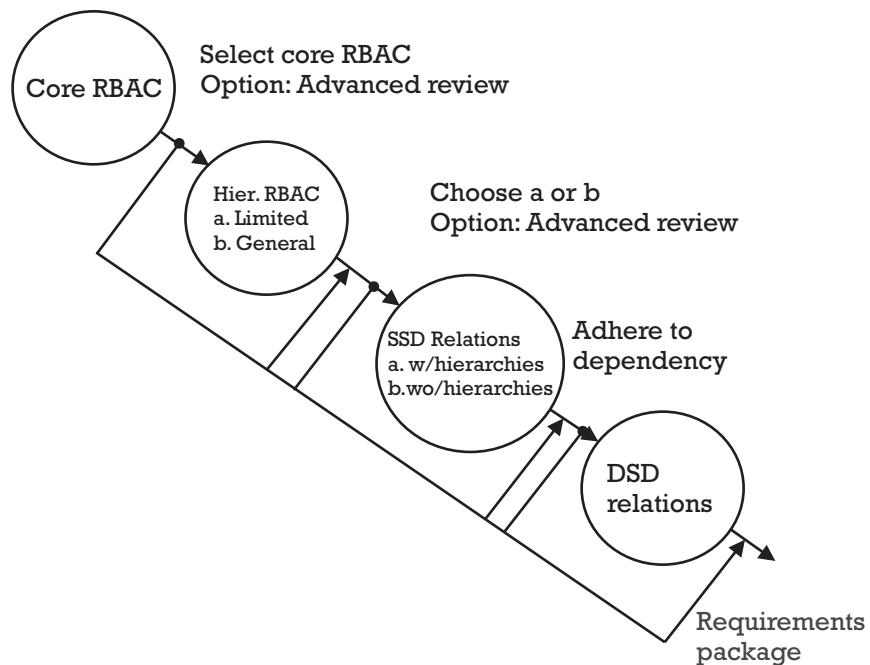 Core RBAC
Select core RBAC
Option: Advanced review
Hier. RBAC
a. Limited
b. General
Choose a or b
Option: Advanced review
SSD Relations
a. w/hierarchies
b.wo/hierarchies
Adhere to
dependency
DSD
relations
Requirements
package